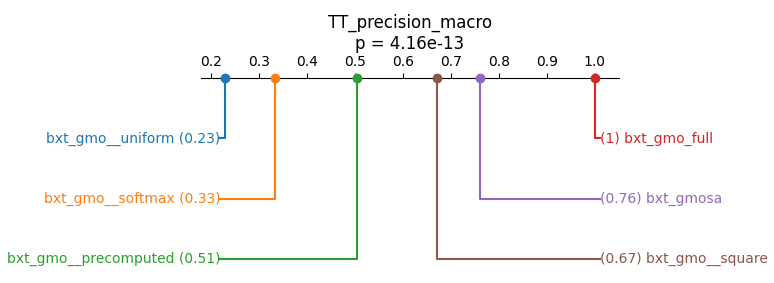 TT_precision_macro
p = 4.16e-13
0.2 0.3 0.4 0.5 0.6 0.7 0.8 0.9 1.0
bxt_gmo__uniform (0.23)
(1) bxt_gmo_full
bxt_gmo__softmax (0.33)
(0.76) bxt_gmosa
bxt_gmo__precomputed (0.51)
(0.67) bxt_gmo__square